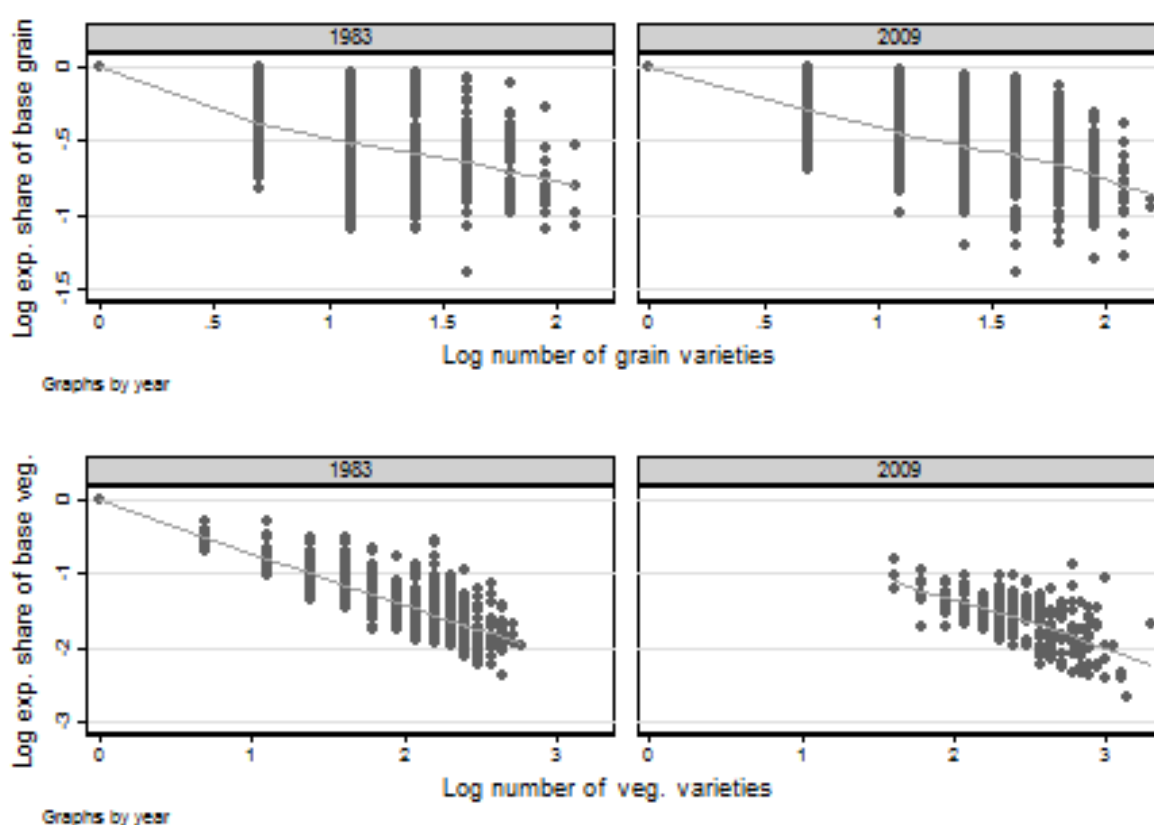 1983 2009
Log exp. share of base grain
0 -.5 -1 -1.5
0 .5 1 1.5 2 0 .5 1 1.5 2
Log number of grain varieties
Graphs by year
1983 2009
Log exp. share of base veg.
0 -1 -2 -3
0 1 2 3 0 1 2 3
Log number of veg. varieties
Graphs by year